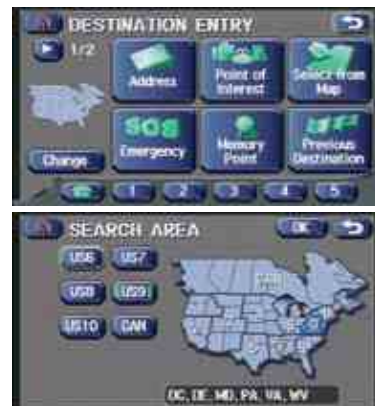 DESTINATION ENTRY
1/2
Address
Point of Interest
Select from Map
Change
SOS
Emergency
Memory Point
Previous Destination
1 2 3 4 5
SEARCH AREA
OK
US6 US7
US8 US9
US10 CAN
DC, DE, MD, PA, VA, WV